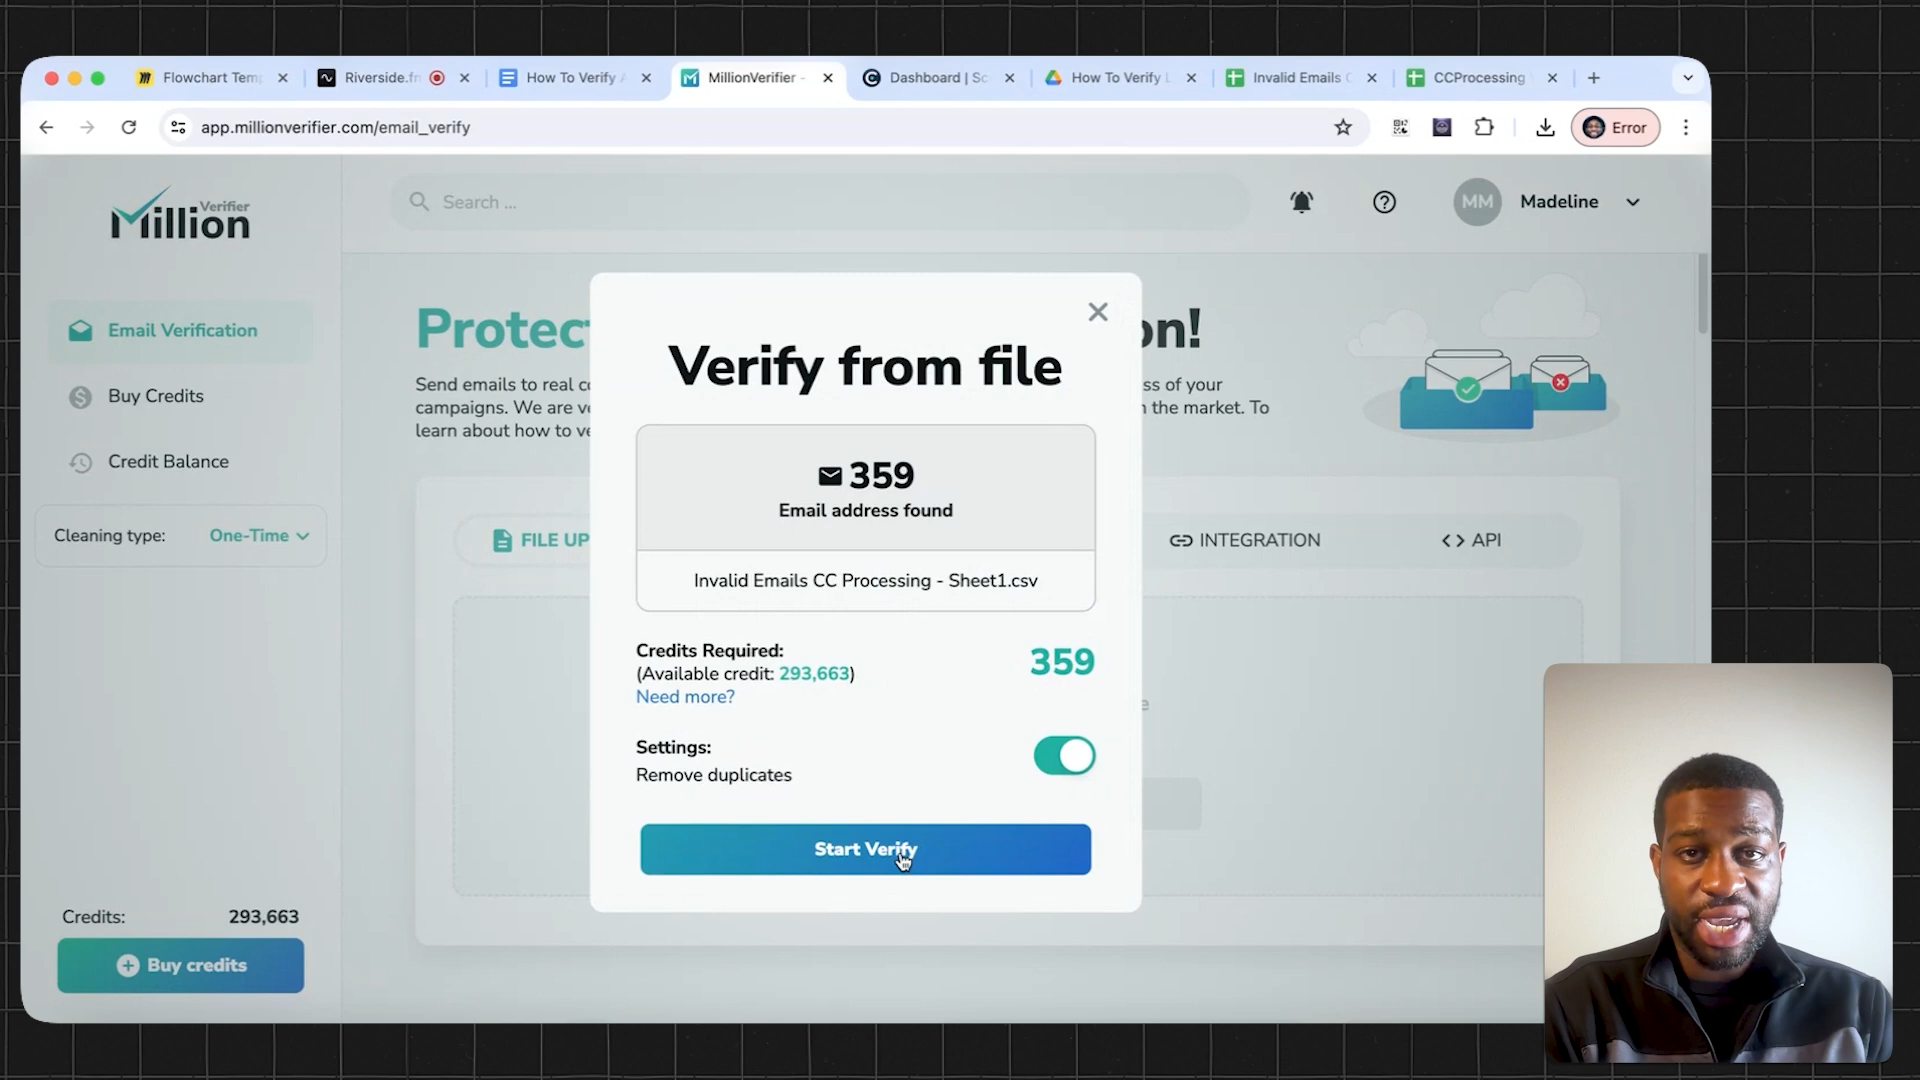 Flowchart Temp
Riverside.fm
How To Verify A
MillionVerifier -
Dashboard | Sc
How To Verify L
Invalid Emails C
CCProcessing
app.millionverifier.com/email_verify
Error
Million Verifier
Search ...
MM
Madeline
Email Verification
Buy Credits
Credit Balance
Cleaning type: One-Time
Credits: 293,663
Buy credits
Protec
on!
Send emails to real co
ss of your
campaigns. We are ve
the market. To
learn about how to ve
FILE UP
INTEGRATION
<> API
Verify from file
359
Email address found
Invalid Emails CC Processing - Sheet1.csv
Credits Required: 359
(Available credit: 293,663)
Need more?
Settings:
Remove duplicates
Start Verify